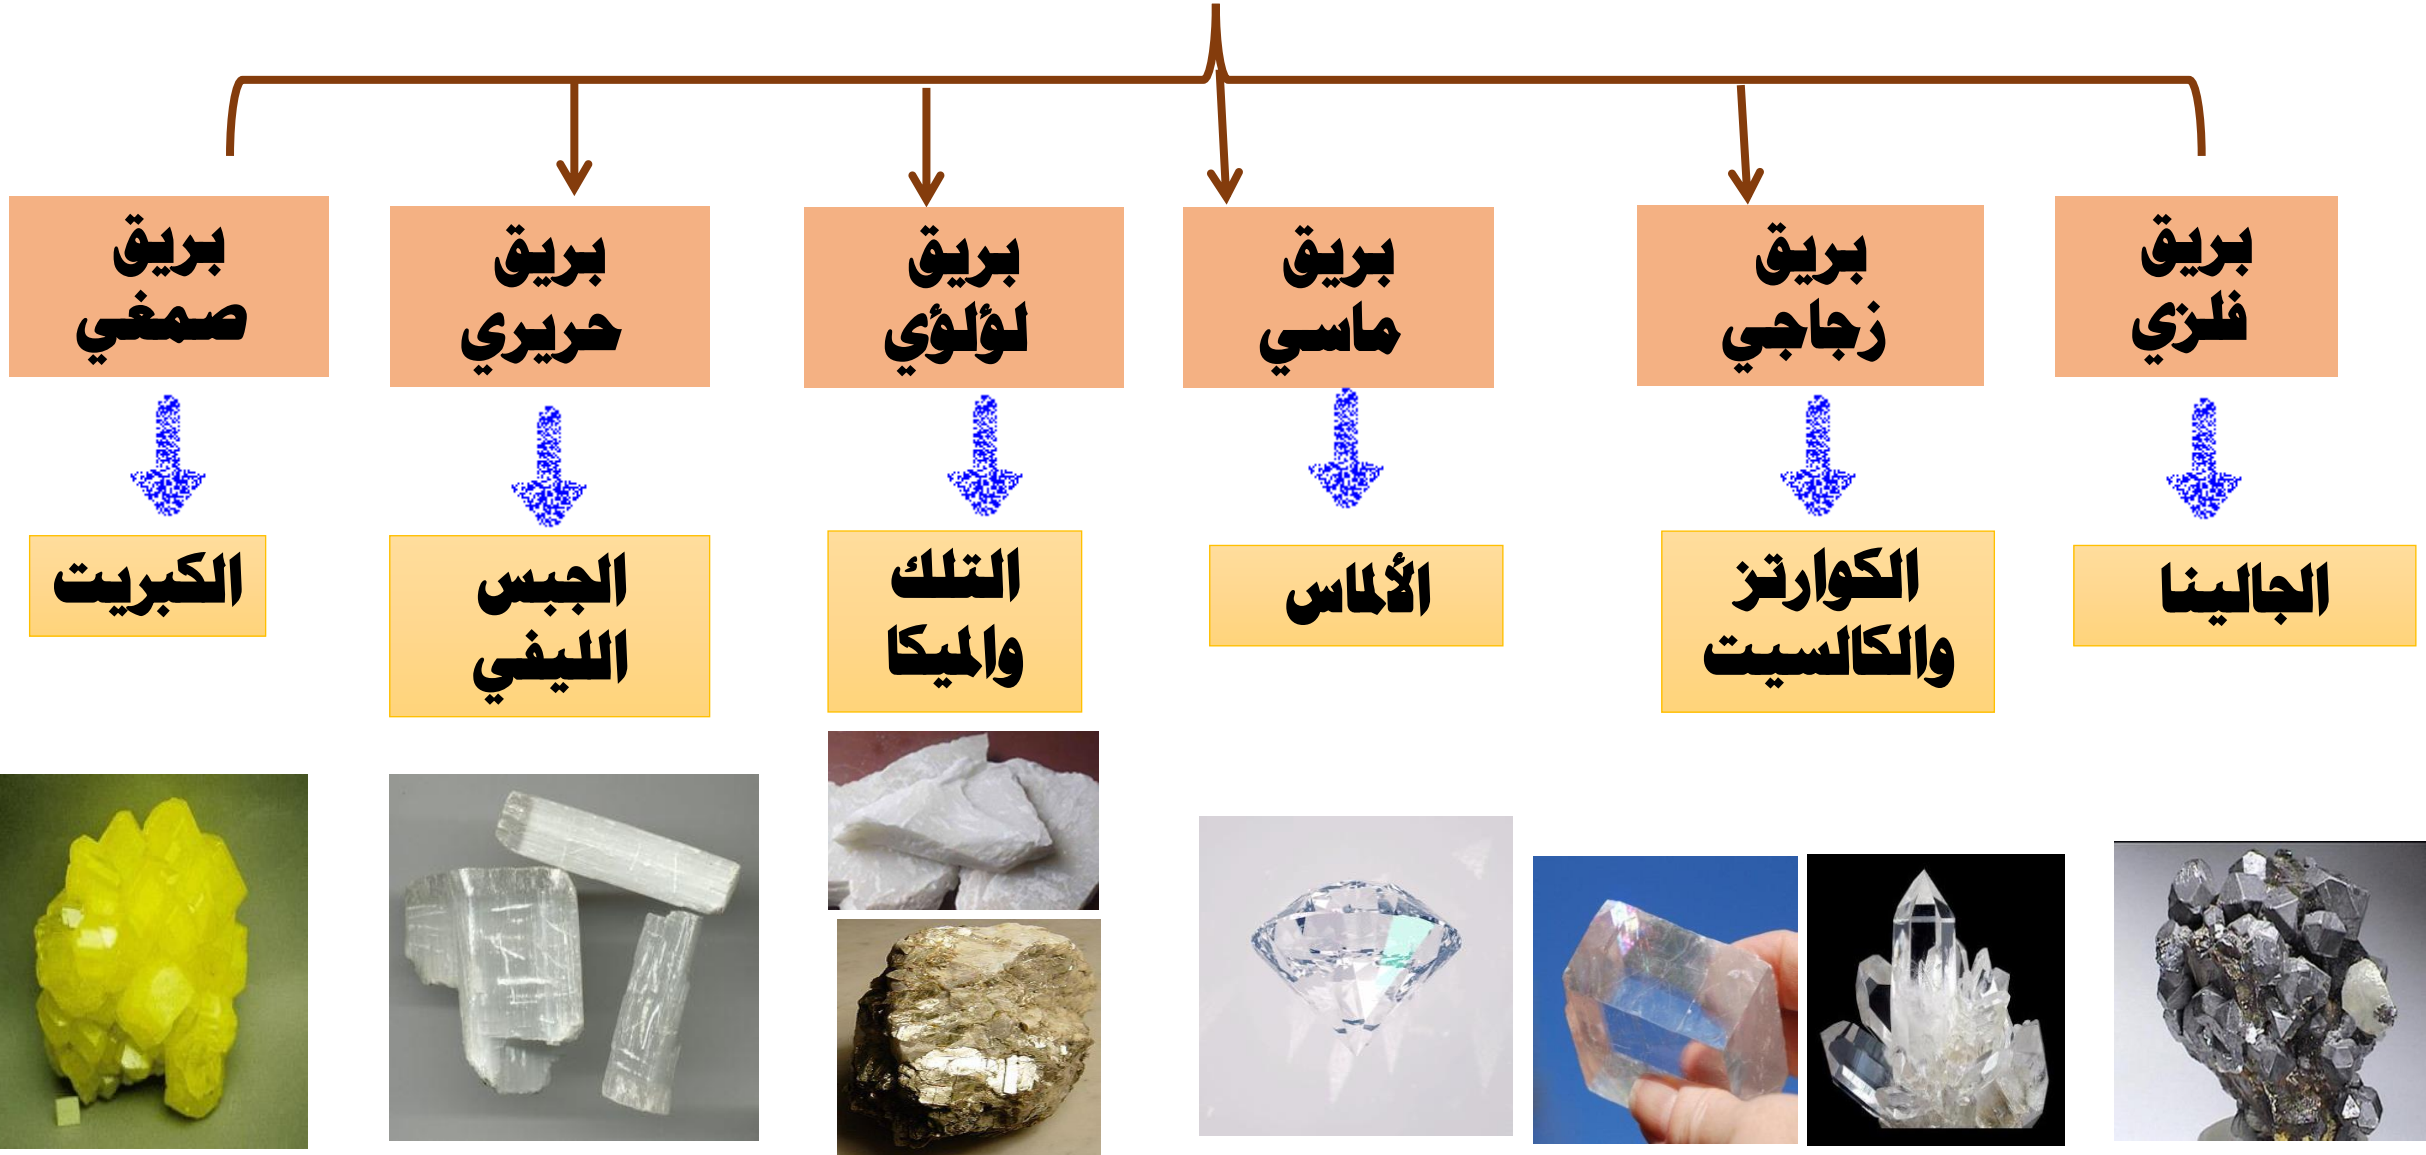 بريق
فلزي
بريق
زجاجي
بريق
ماسي
بريق
لؤلؤي
بريق
حريري
بريق
صمغي
الجالينا
الكوارتز
والكالسيت
الألماس
التلك
والميكا
الجبس
الليفي
الكبريت